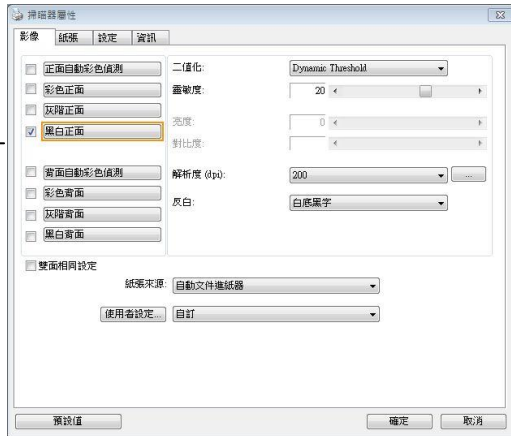 掃瞄器屬性
影像 紙張 設定 資訊
正面自動彩色偵測
彩色正面
灰階正面
黑白正面
背面自動彩色偵測
彩色背面
灰階背面
黑白背面
二值化: Dynamic Threshold
靈敏度: 20
亮度: 0
對比度:
解析度 (dpi): 200 ...
反白: 白底黑字
雙面相同設定
紙張來源: 自動文件進紙器
使用者設定... 自訂
預設值 確定 取消